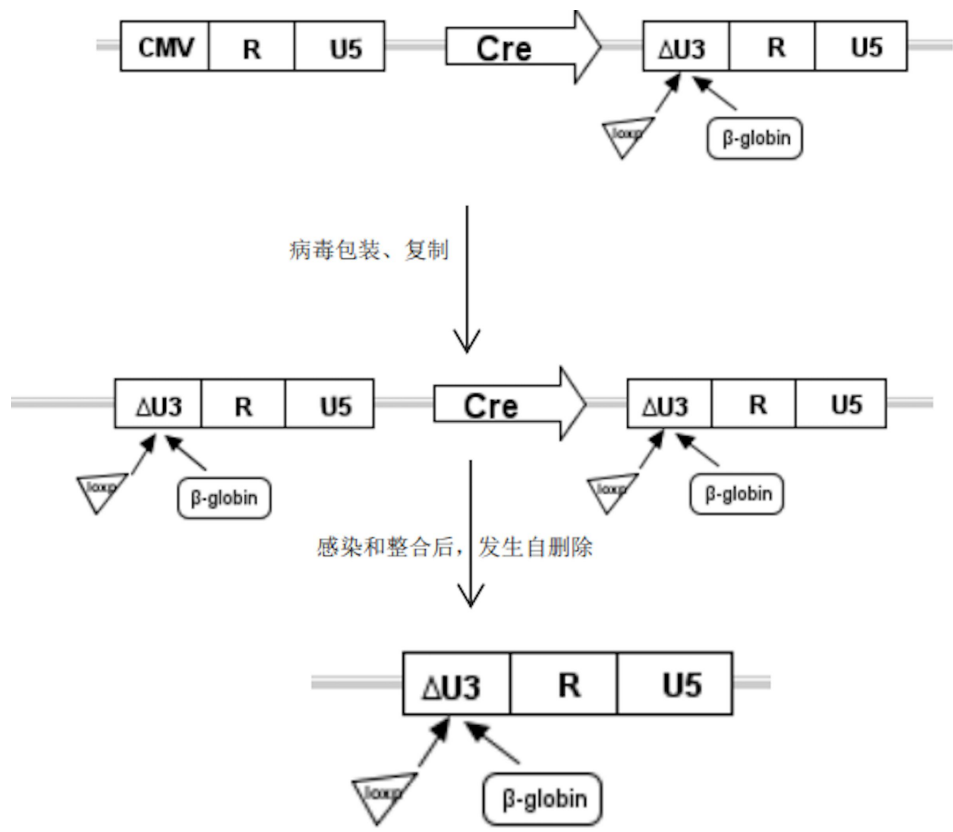 CMV R U5 Cre ΔU3 R U5
loxp β-globin
病毒包装、复制
ΔU3 R U5 Cre ΔU3 R U5
loxp β-globin loxp β-globin
感染和整合后，发生自删除
ΔU3 R U5
loxp β-globin